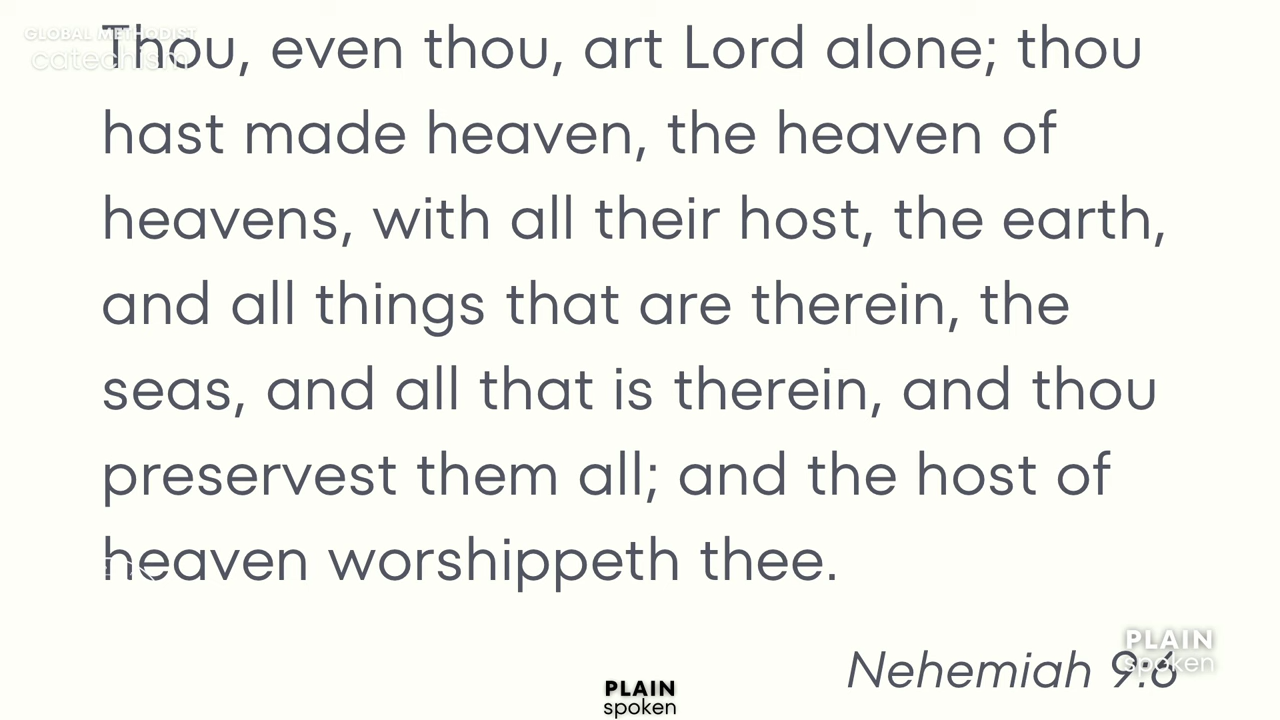 GLOBAL METHODIST
catechism
Thou, even thou, art Lord alone; thou
hast made heaven, the heaven of
heavens, with all their host, the earth,
and all things that are therein, the
seas, and all that is therein, and thou
preservest them all; and the host of
heaven worshippeth thee.
Nehemiah 9:6
PLAIN
spoken
PLAIN
spoken